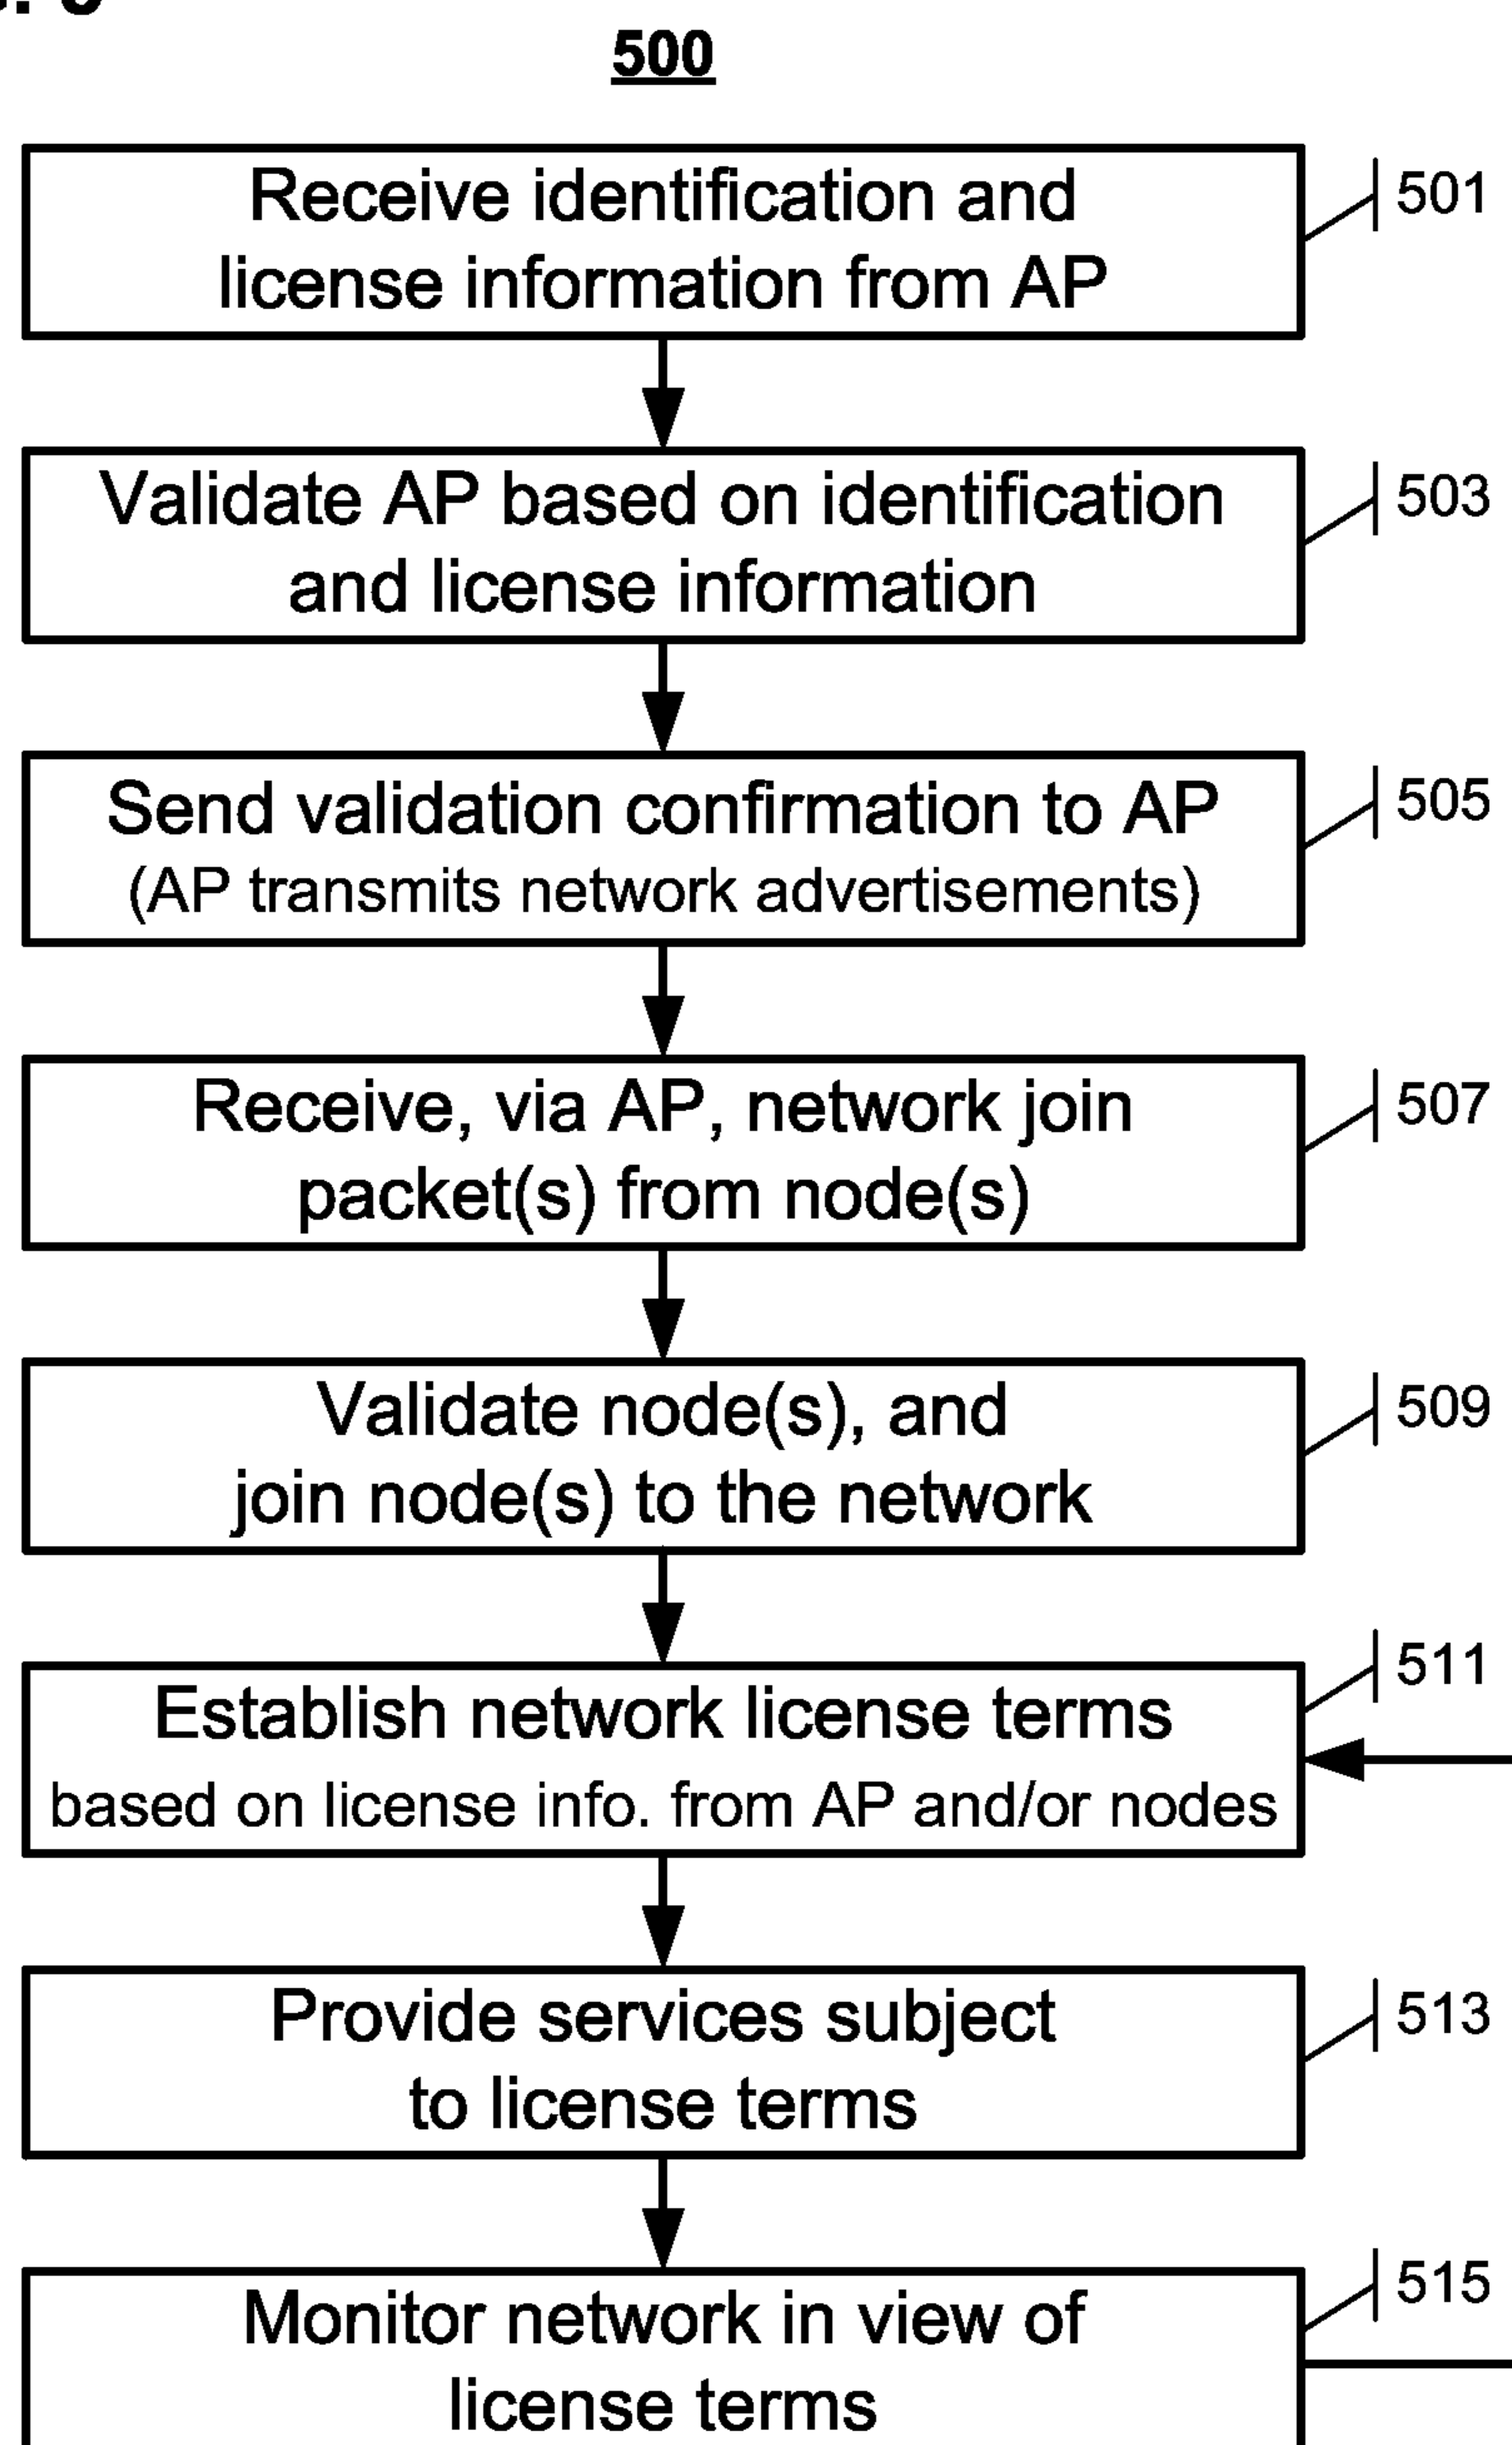 500
Receive identification and
license information from AP
501
Validate AP based on identification
and license information
503
Send validation confirmation to AP
(AP transmits network advertisements)
505
Receive, via AP, network join
packet(s) from node(s)
507
Validate node(s), and
join node(s) to the network
509
Establish network license terms
based on license info. from AP and/or nodes
511
Provide services subject
to license terms
513
Monitor network in view of
license terms
515